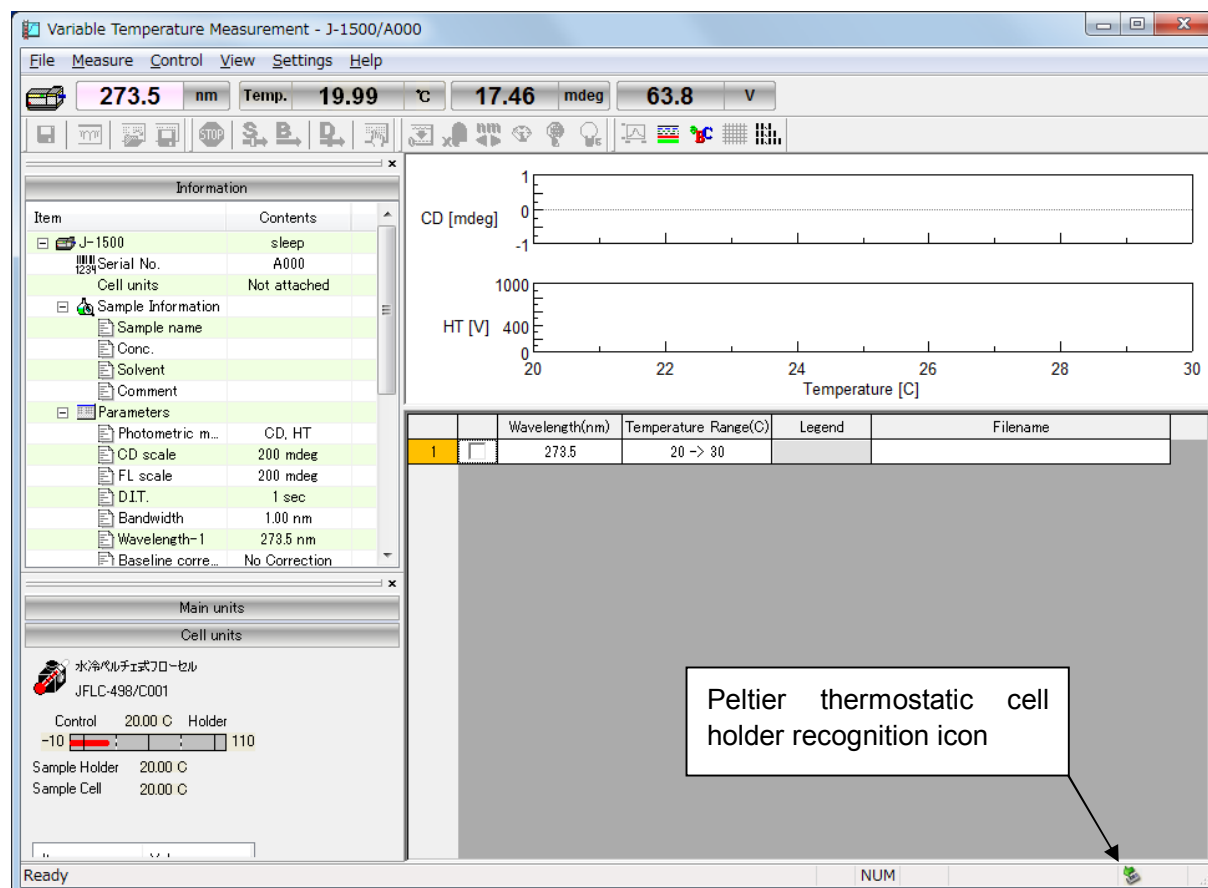 Variable Temperature Measurement - J-1500/A000
File Measure Control View Settings Help
273.5 nm Temp. 19.99 ℃ 17.46 mdeg 63.8 V
STOP S. B. D.
Information
Item Contents
J-1500 sleep
Serial No. A000
Cell units Not attached
Sample Information
Sample name
Conc.
Solvent
Comment
Parameters
Photometric m... CD, HT
CD scale 200 mdeg
FL scale 200 mdeg
D.I.T. 1 sec
Bandwidth 1.00 nm
Wavelength-1 273.5 nm
Baseline corre... No Correction
Main units
Cell units
水冷ペルチェ式フローセル
JFLC-498/C001
Control 20.00 C Holder
-10 110
Sample Holder 20.00 C
Sample Cell 20.00 C
CD [mdeg]
1
0
-1
HT [V]
1000
400
0
20 22 24 26 28 30
Temperature [C]
Wavelength(nm) Temperature Range(C) Legend Filename
1 273.5 20 -> 30
Peltier thermostatic cell
holder recognition icon
Ready NUM